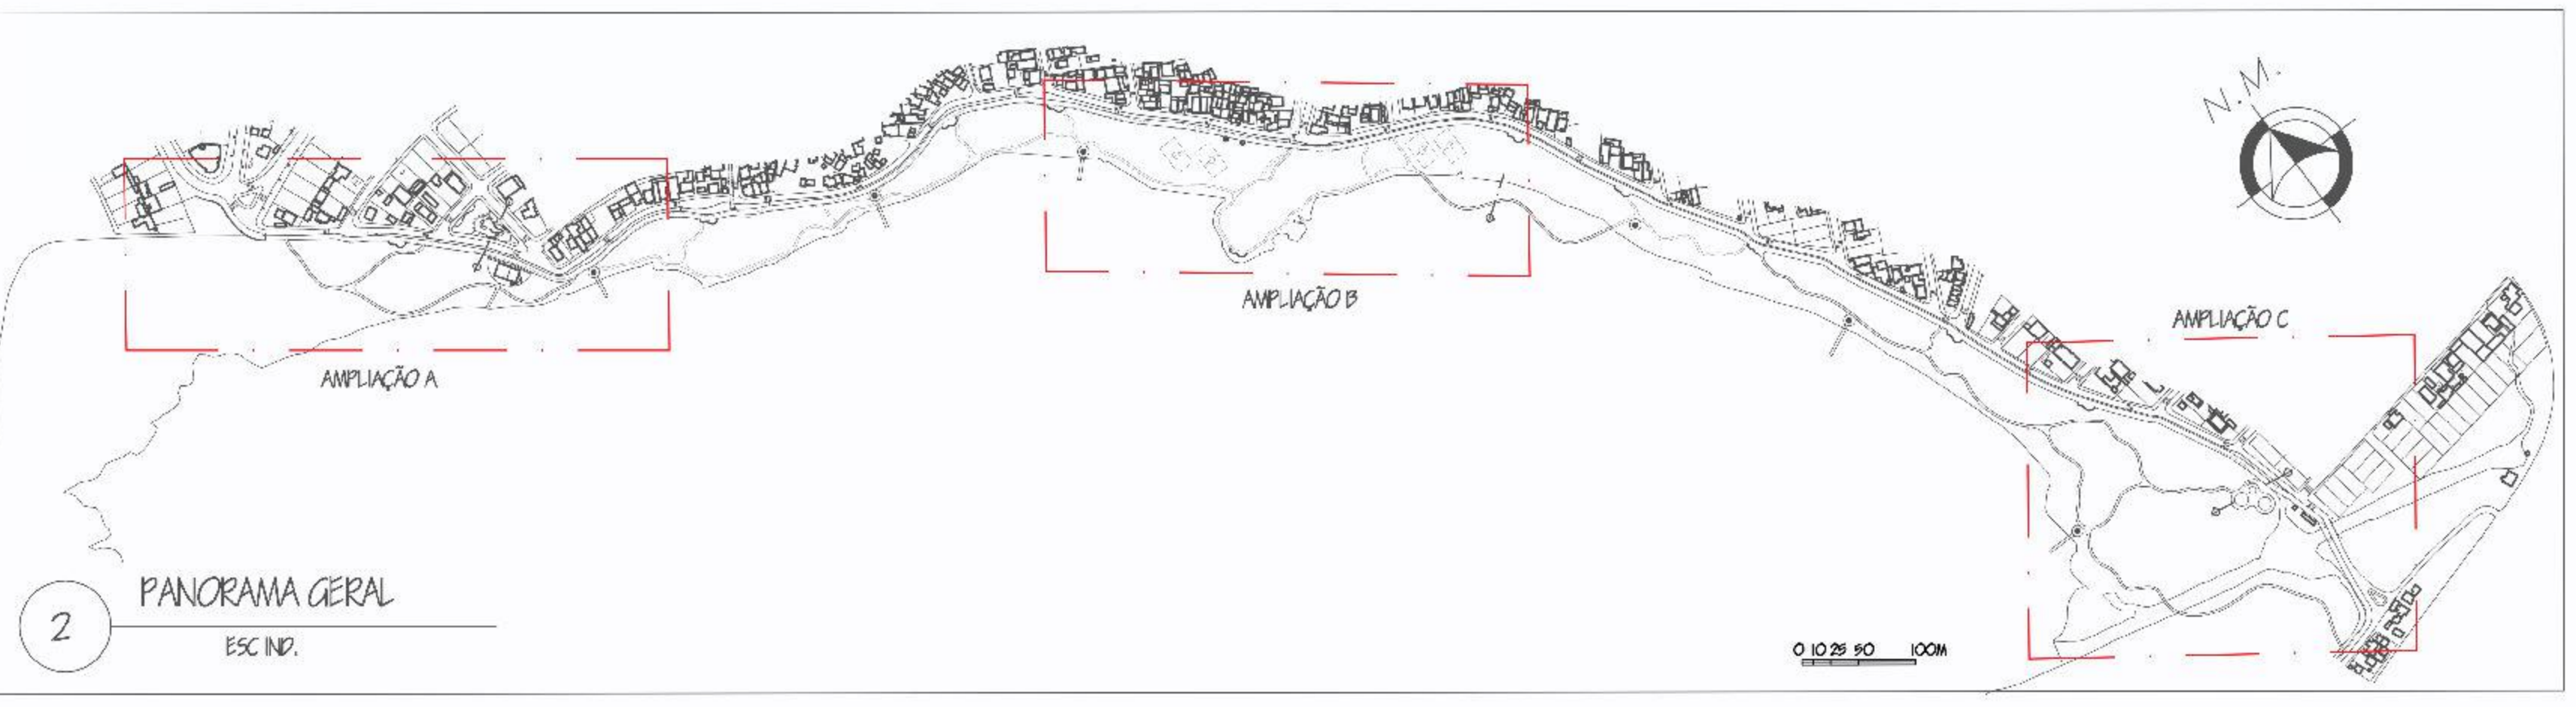 N.M.
AMPLIAÇÃO B
AMPLIAÇÃO C
AMPLIAÇÃO A
2
PANORAMA GERAL
ESC IND.
0 10 25 50 100M